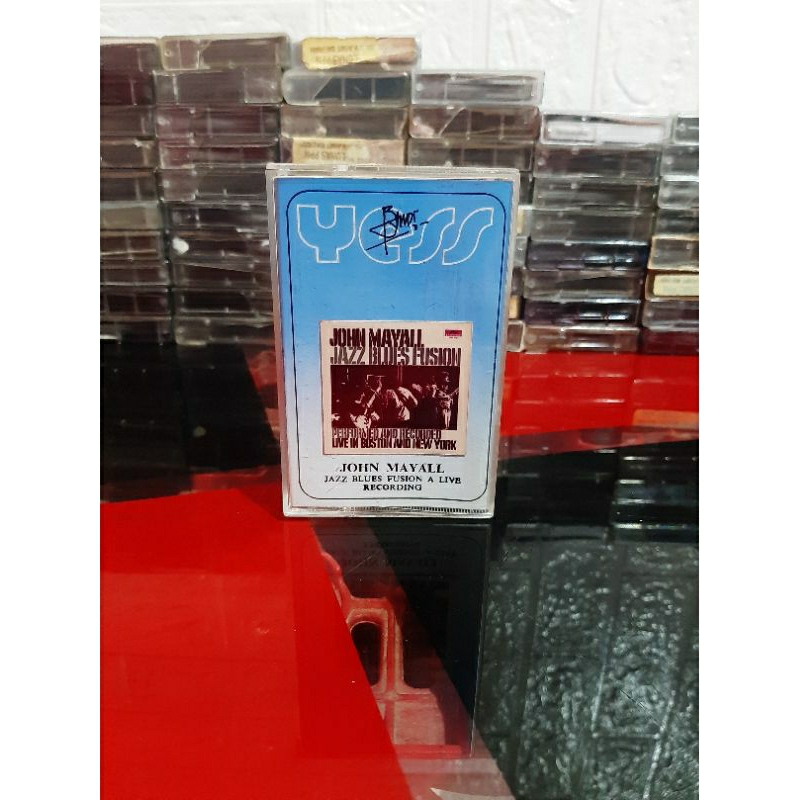 YESS
JOHN MAYALL
JAZZ BLUES FUSION
PERFORMED AND RECORDED
LIVE IN BOSTON AND NEW YORK
JOHN MAYALL
JAZZ BLUES FUSION A LIVE
RECORDING